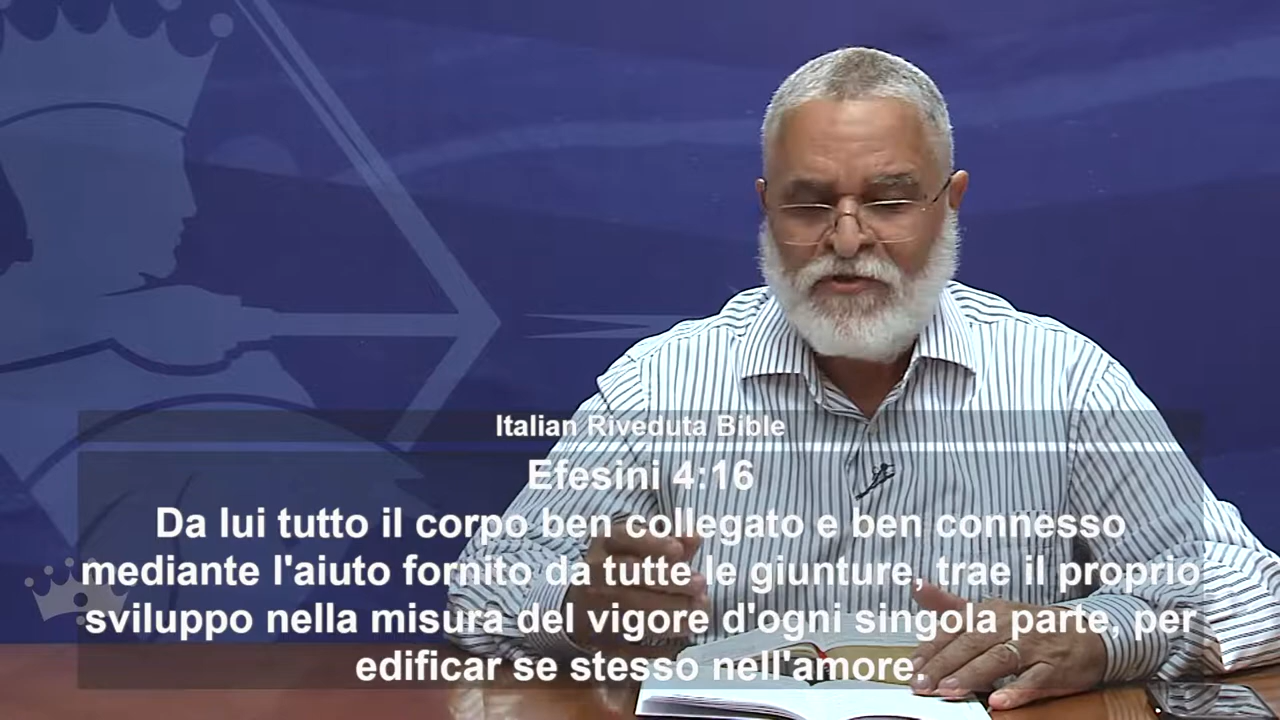 Italian Riveduta Bible
Efesini 4:16
Da lui tutto il corpo ben collegato e ben connesso
mediante l'aiuto fornito da tutte le giunture, trae il proprio
sviluppo nella misura del vigore d'ogni singola parte, per
edificar se stesso nell'amore.